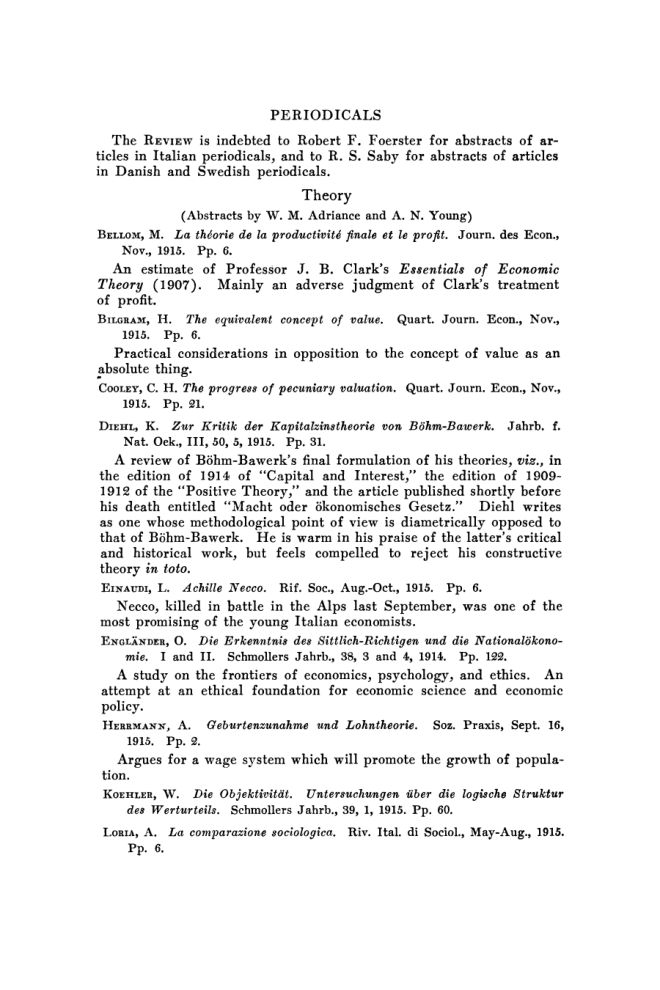 PERIODICALS
The REVIEW is indebted to Robert F. Foerster for abstracts of ar-
ticles in Italian periodicals, and to R. S. Saby for abstracts of articles
in Danish and Swedish periodicals.
Theory
(Abstracts by W. M. Adriance and A. N. Young)
BELLOM, M. La théorie de la productivité finale et le profit. Journ. des Econ.,
Nov., 1915. Pp. 6.
An estimate of Professor J. B. Clark's Essentials of Economic
Theory (1907). Mainly an adverse judgment of Clark's treatment
of profit.
BILGRAM, H. The equivalent concept of value. Quart. Journ. Econ., Nov.,
1915. Pp. 6.
Practical considerations in opposition to the concept of value as an
absolute thing.
COOLEY, C. H. The progress of pecuniary valuation. Quart. Journ. Econ., Nov.,
1915. Pp. 21.
DIEHL, K. Zur Kritik der Kapitalzinstheorie von Böhm-Bawerk. Jahrb. f.
Nat. Oek., III, 50, 5, 1915. Pp. 31.
A review of Böhm-Bawerk's final formulation of his theories, viz., in
the edition of 1914 of "Capital and Interest," the edition of 1909-
1912 of the "Positive Theory," and the article published shortly before
his death entitled "Macht oder ökonomisches Gesetz." Diehl writes
as one whose methodological point of view is diametrically opposed to
that of Böhm-Bawerk. He is warm in his praise of the latter's critical
and historical work, but feels compelled to reject his constructive
theory in toto.
EINAUDI, L. Achille Necco. Rif. Soc., Aug.-Oct., 1915. Pp. 6.
Necco, killed in battle in the Alps last September, was one of the
most promising of the young Italian economists.
ENGLÄNDER, O. Die Erkenntnis des Sittlich-Richtigen und die Nationalökono-
mie. I and II. Schmollers Jahrb., 38, 3 and 4, 1914. Pp. 122.
A study on the frontiers of economics, psychology, and ethics. An
attempt at an ethical foundation for economic science and economic
policy.
HERRMANN, A. Geburtenzunahme und Lohntheorie. Soz. Praxis, Sept. 16,
1915. Pp. 2.
Argues for a wage system which will promote the growth of popula-
tion.
KOEHLER, W. Die Objektivität. Untersuchungen über die logische Struktur
des Werturteils. Schmollers Jahrb., 39, 1, 1915. Pp. 60.
LORIA, A. La comparazione sociologica. Riv. Ital. di Sociol., May-Aug., 1915.
Pp. 6.